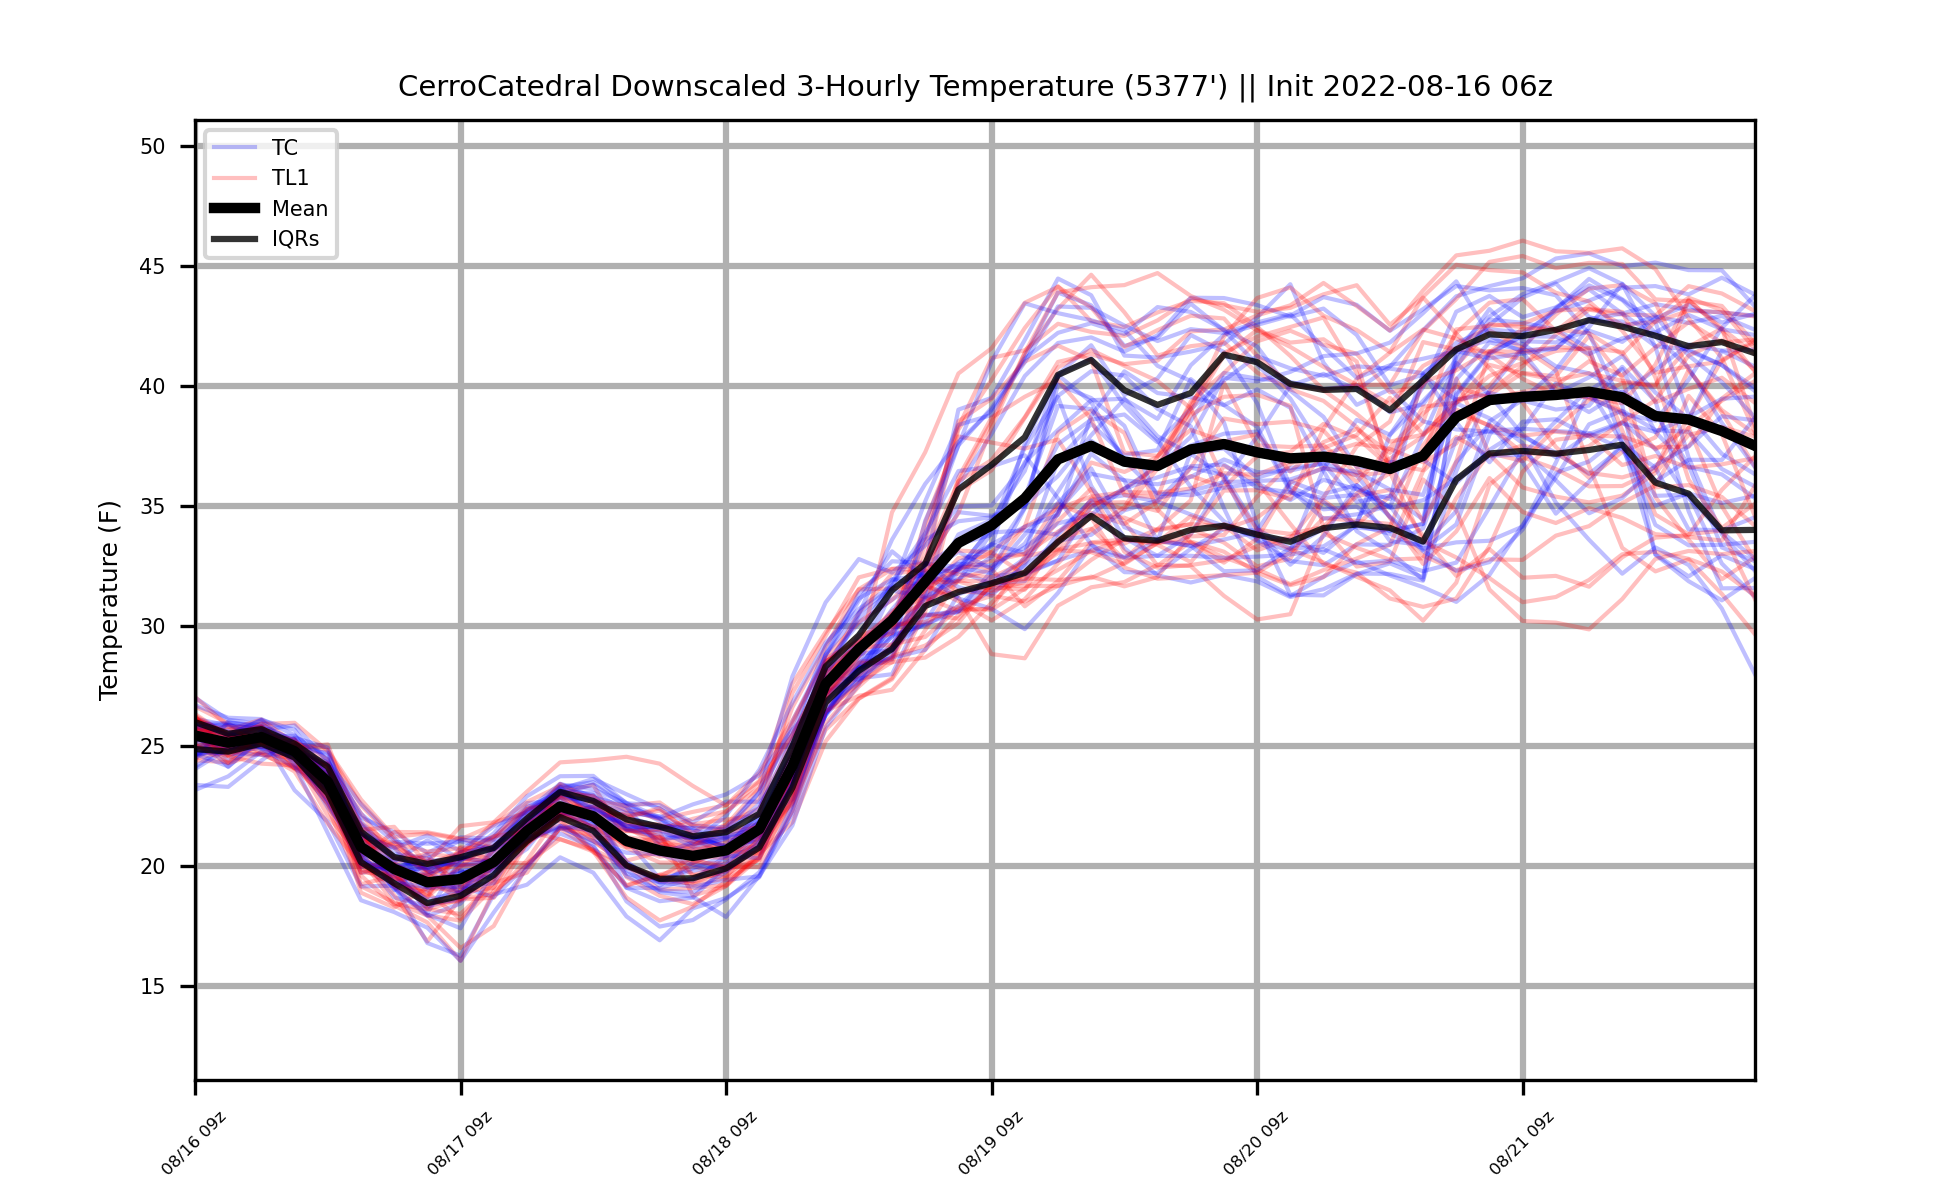 CerroCatedral Downscaled 3-Hourly Temperature (5377') || Init 2022-08-16 06z
TC
TL1
Mean
IQRs
Temperature (F)
50
45
40
35
30
25
20
15
08/16 09z
08/17 09z
08/18 09z
08/19 09z
08/20 09z
08/21 09z